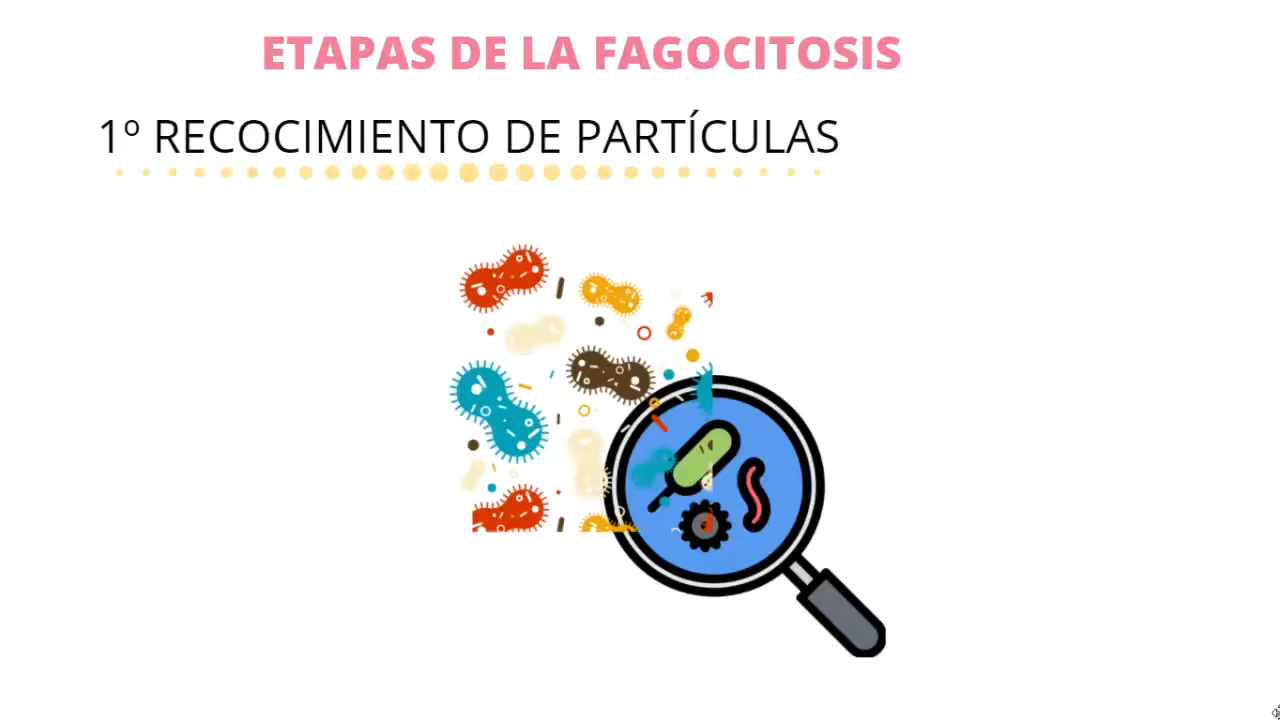 ETAPAS DE LA FAGOCITOSIS
1º RECOCIMIENTO DE PARTÍCULAS